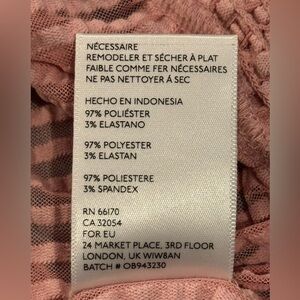 NÉCESSAIRE
REMODELER ET SÉCHER À PLAT
FAIBLE COMME FER NÉCESSAIRES
NE PAS NETTOYER Á SEC
HECHO EN INDONESIA
97% POLIÉSTER
3% ELASTANO
97% POLYESTER
3% ELASTAN
97% POLIESTERE
3% SPANDEX
RN 66170
CA 32054
FOR EU
24 MARKET PLACE, 3RD FLOOR
LONDON, UK W1W8AN
BATCH # OB943230